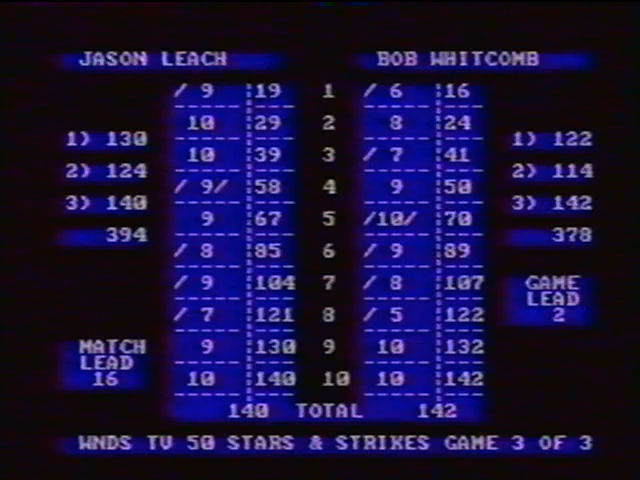 JASON LEACH BOB WHITCOMB
/ 9 19 1 / 6 16
10 29 2 8 24
1) 130 1) 122
10 39 3 / 7 41
2) 124 2) 114
/ 9/ 58 4 9 50
3) 140 3) 142
9 67 5 /10/ 70
394 378
/ 8 85 6 / 9 89
/ 9 104 7 / 8 107 GAME
LEAD
/ 7 121 8 / 5 122 2
MATCH 9 130 9 10 132
LEAD
16 10 140 10 10 142
140 TOTAL 142
WNDS TV 50 STARS & STRIKES GAME 3 OF 3